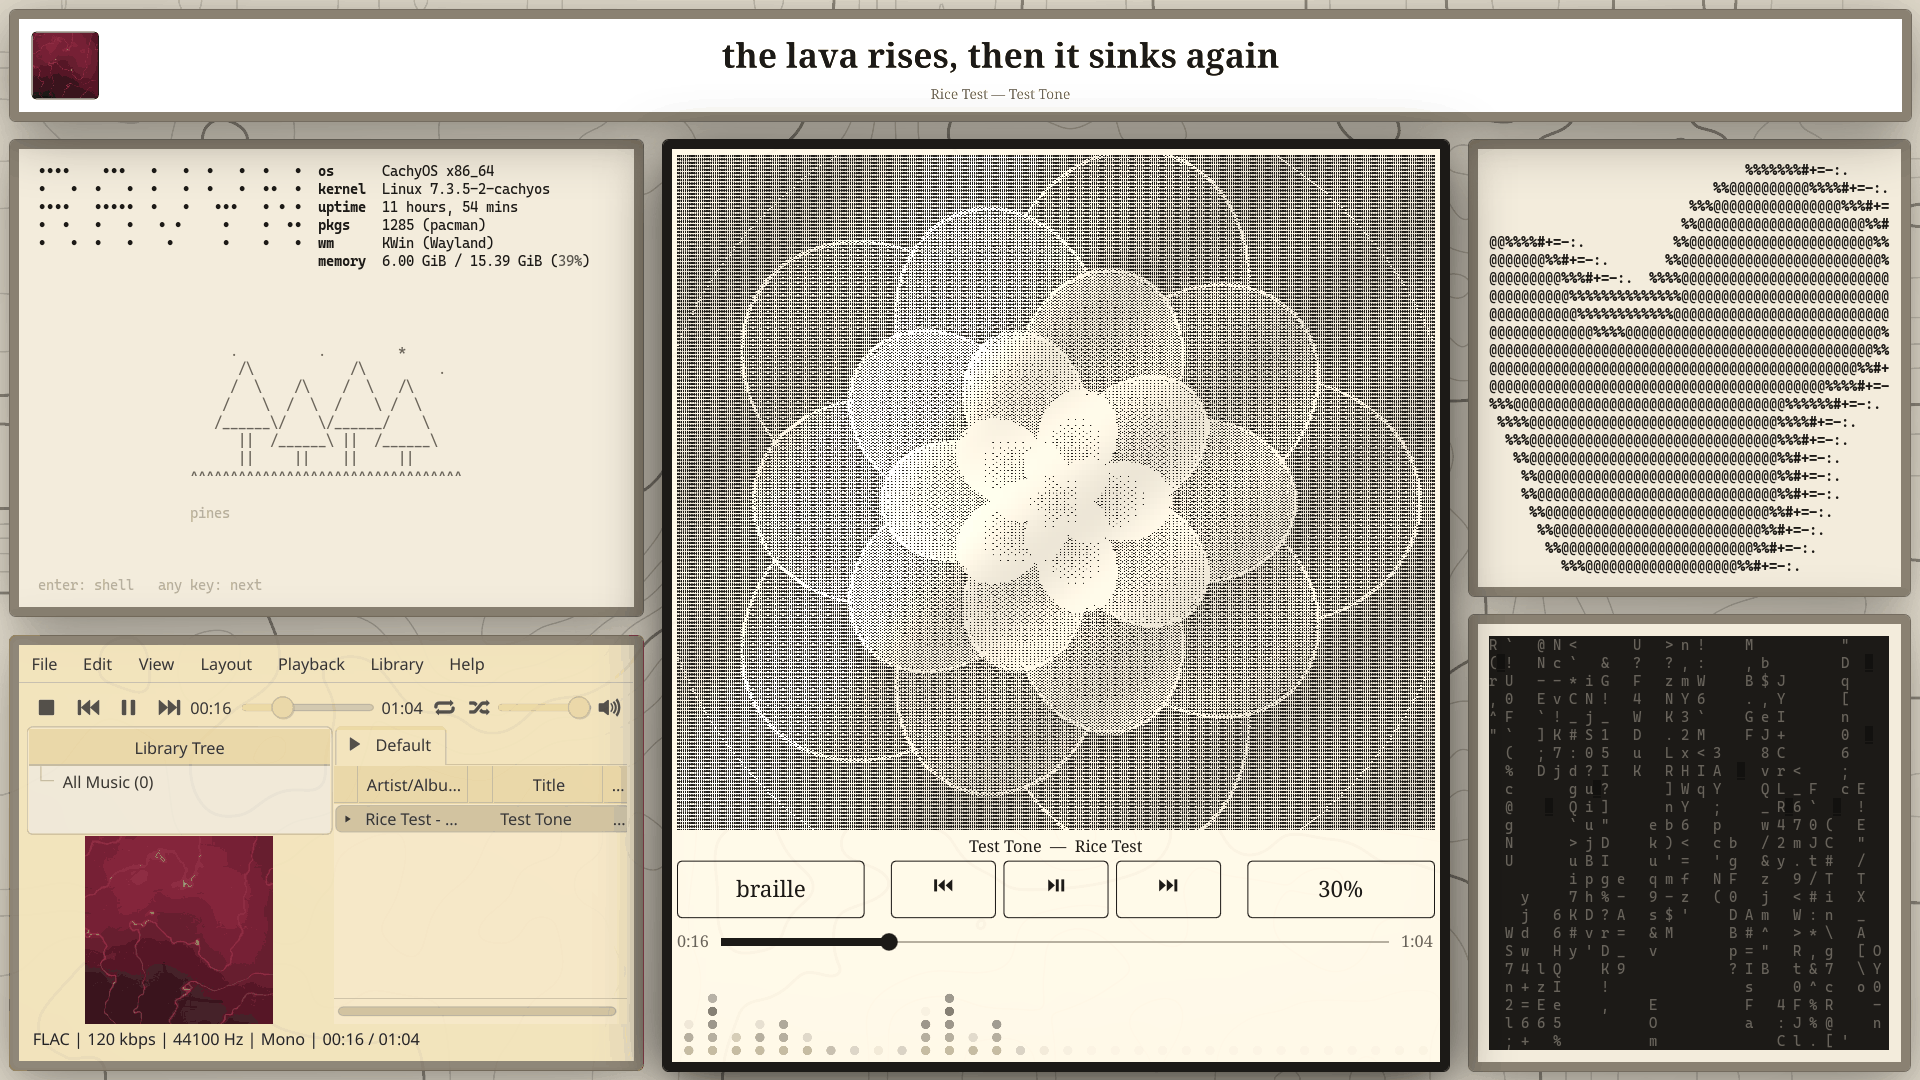 the lava rises, then it sinks again
Rice Test — Test Tone
os CachyOS x86_64
kernel Linux 7.3.5-2-cachyos
uptime 11 hours, 54 mins
pkgs 1285 (pacman)
wm KWin (Wayland)
memory 6.00 GiB / 15.39 GiB (39%)
pines
enter: shell any key: next
File Edit View Layout Playback Library Help
00:16 01:04
Library Tree
Default
All Music (0)
Artist/Albu... Title ...
Rice Test - ... Test Tone ...
FLAC | 120 kbps | 44100 Hz | Mono | 00:16 / 01:04
Test Tone — Rice Test
braille
30%
0:16 1:04